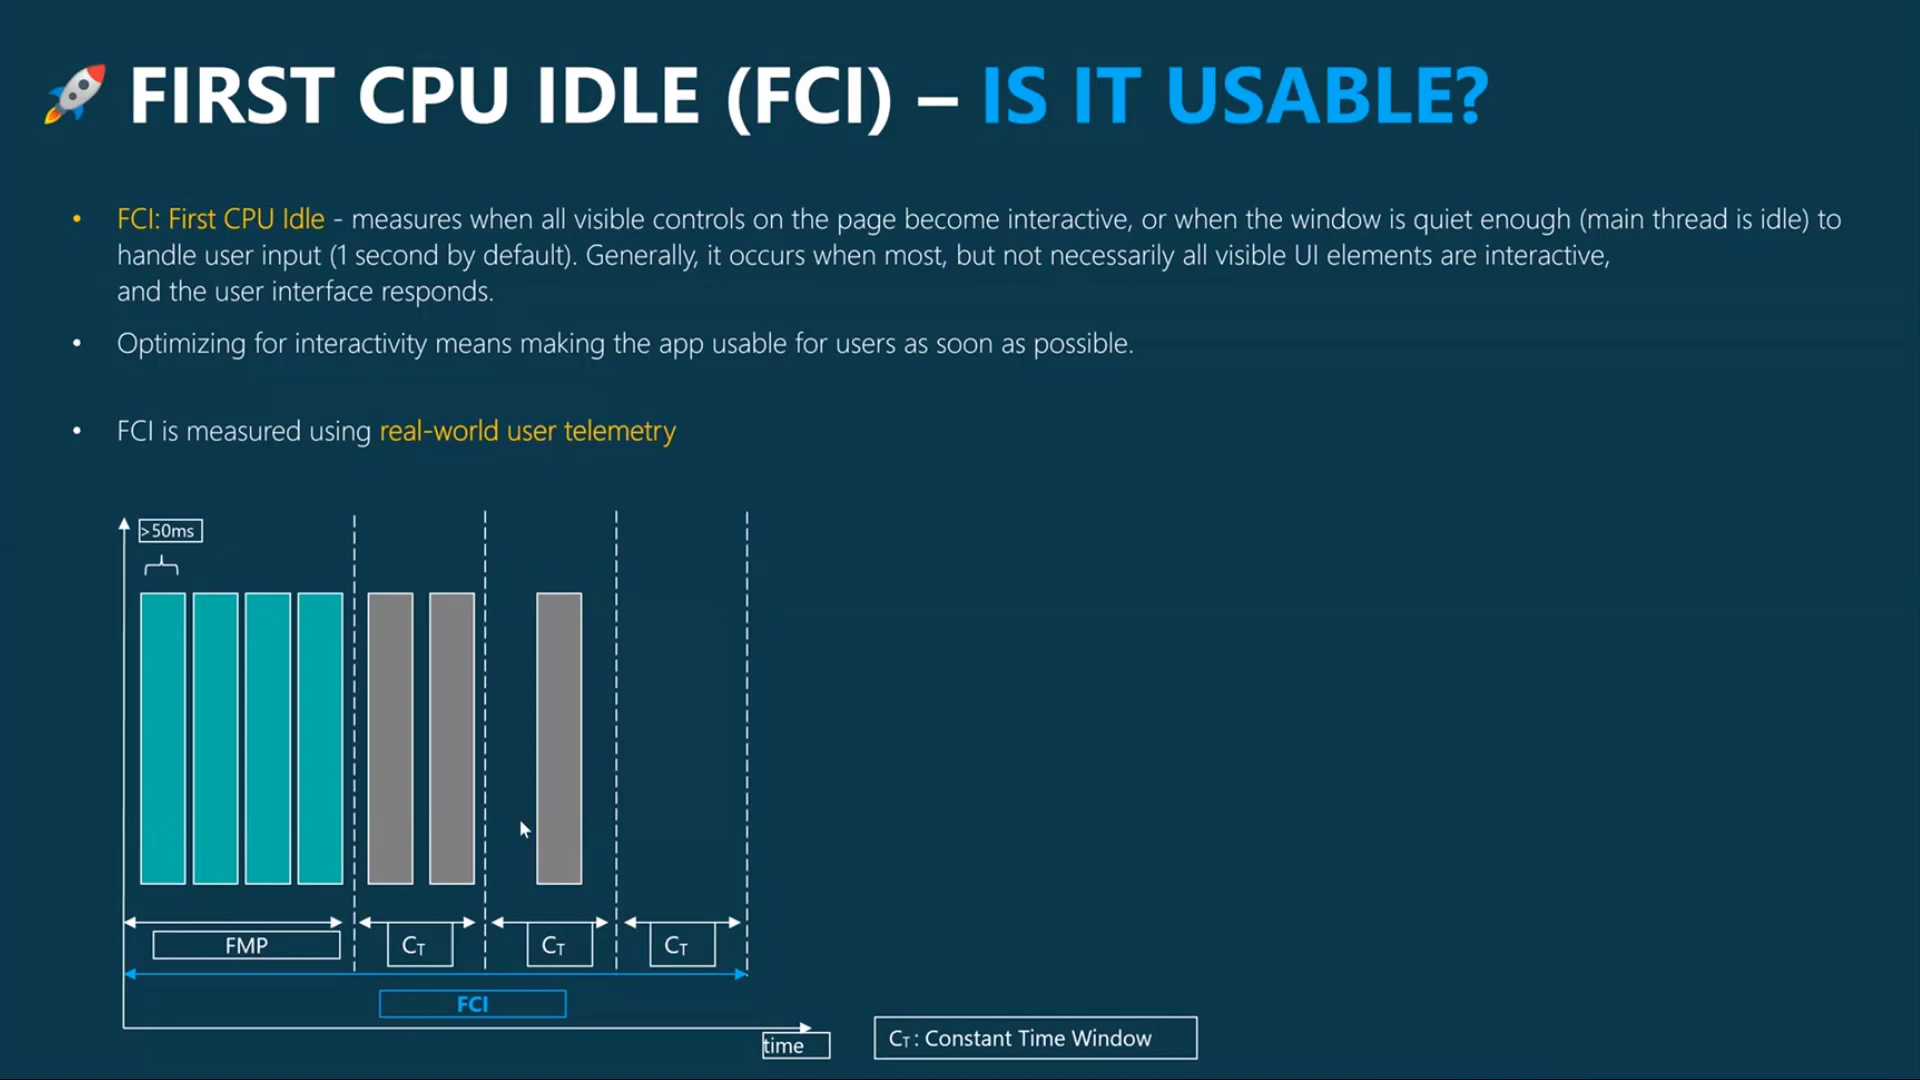 FIRST CPU IDLE (FCI) – IS IT USABLE?
• FCI: First CPU Idle - measures when all visible controls on the page become interactive, or when the window is quiet enough (main thread is idle) to
handle user input (1 second by default). Generally, it occurs when most, but not necessarily all visible UI elements are interactive,
and the user interface responds.
• Optimizing for interactivity means making the app usable for users as soon as possible.
• FCI is measured using real-world user telemetry
>50ms
FMP
CT
CT
CT
FCI
time
CT: Constant Time Window